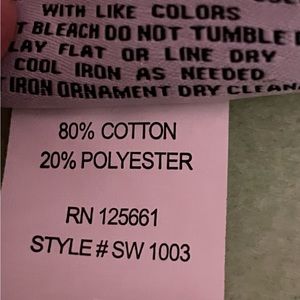 WITH LIKE COLORS
T BLEACH DO NOT TUMBLE
LAY FLAT OR LINE DRY
COOL IRON AS NEEDED
IRON ORNAMENT DRY CLEAN
80% COTTON
20% POLYESTER
RN 125661
STYLE # SW 1003